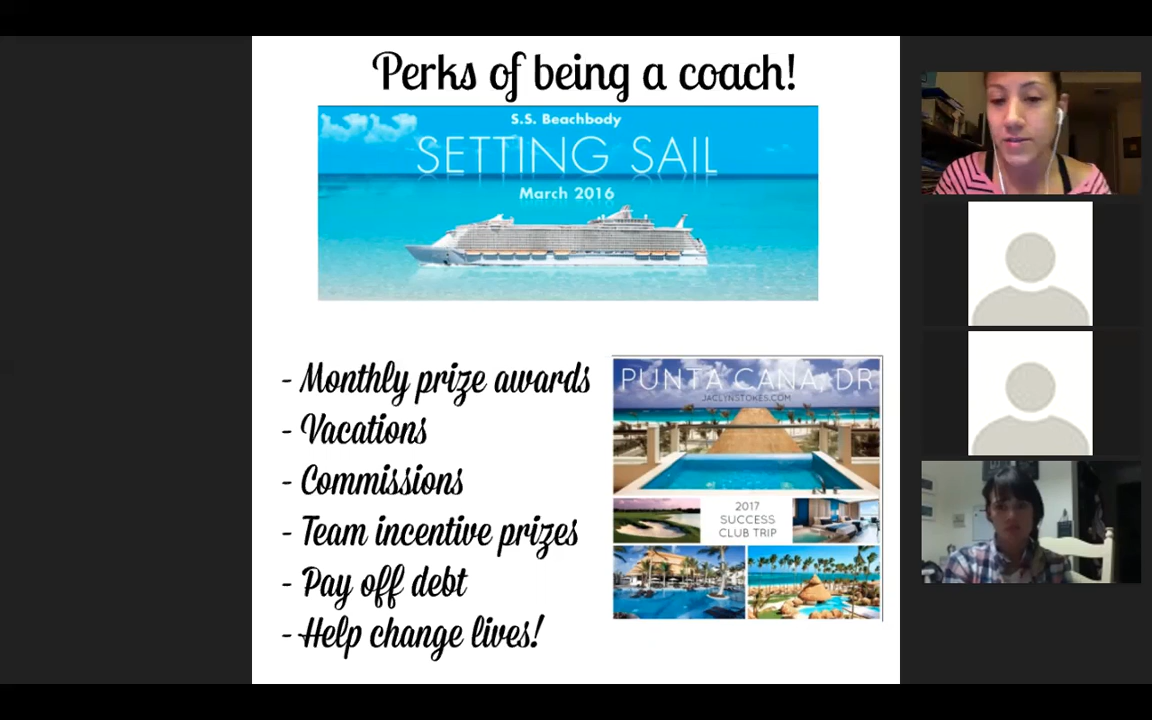 Perks of being a coach!
S.S. Beachbody
SETTING SAIL
March 2016
- Monthly prize awards
- Vacations
- Commissions
- Team incentive prizes
- Pay off debt
- Help change lives!
PUNTA CANA, DR
JACLYNSTOKES.COM
2017
SUCCESS
CLUB TRIP